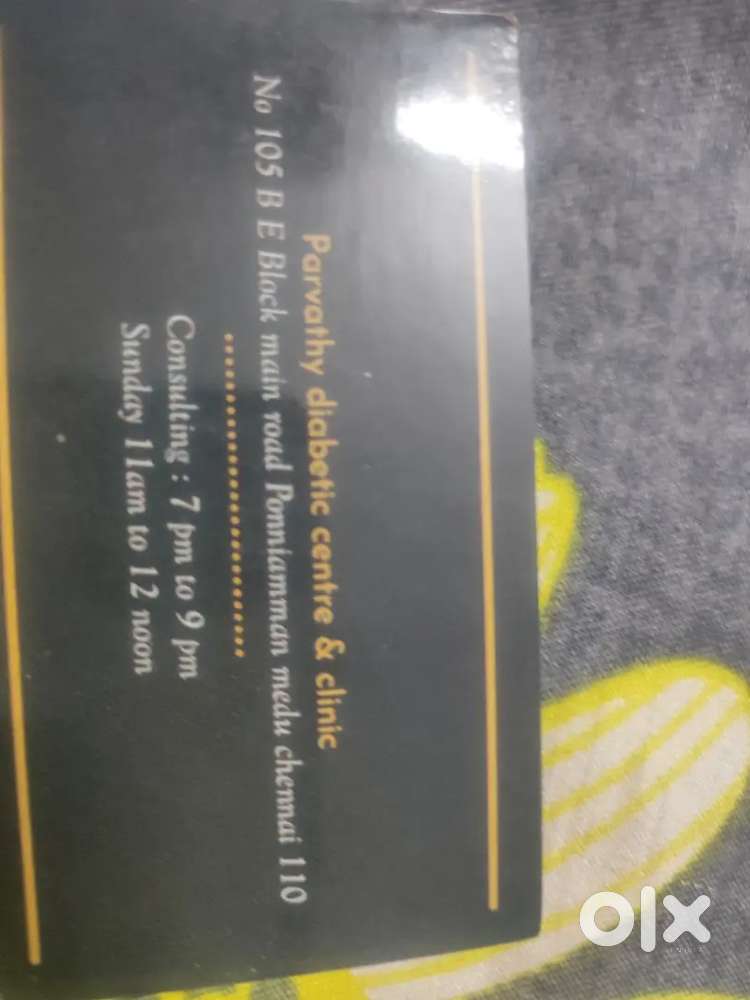 Parvathy diabetic centre & clinic
No 105 B E Block main road Ponniamman medu chennai 110
Consulting : 7 pm to 9 pm
Sunday 11am to 12 noon
olx